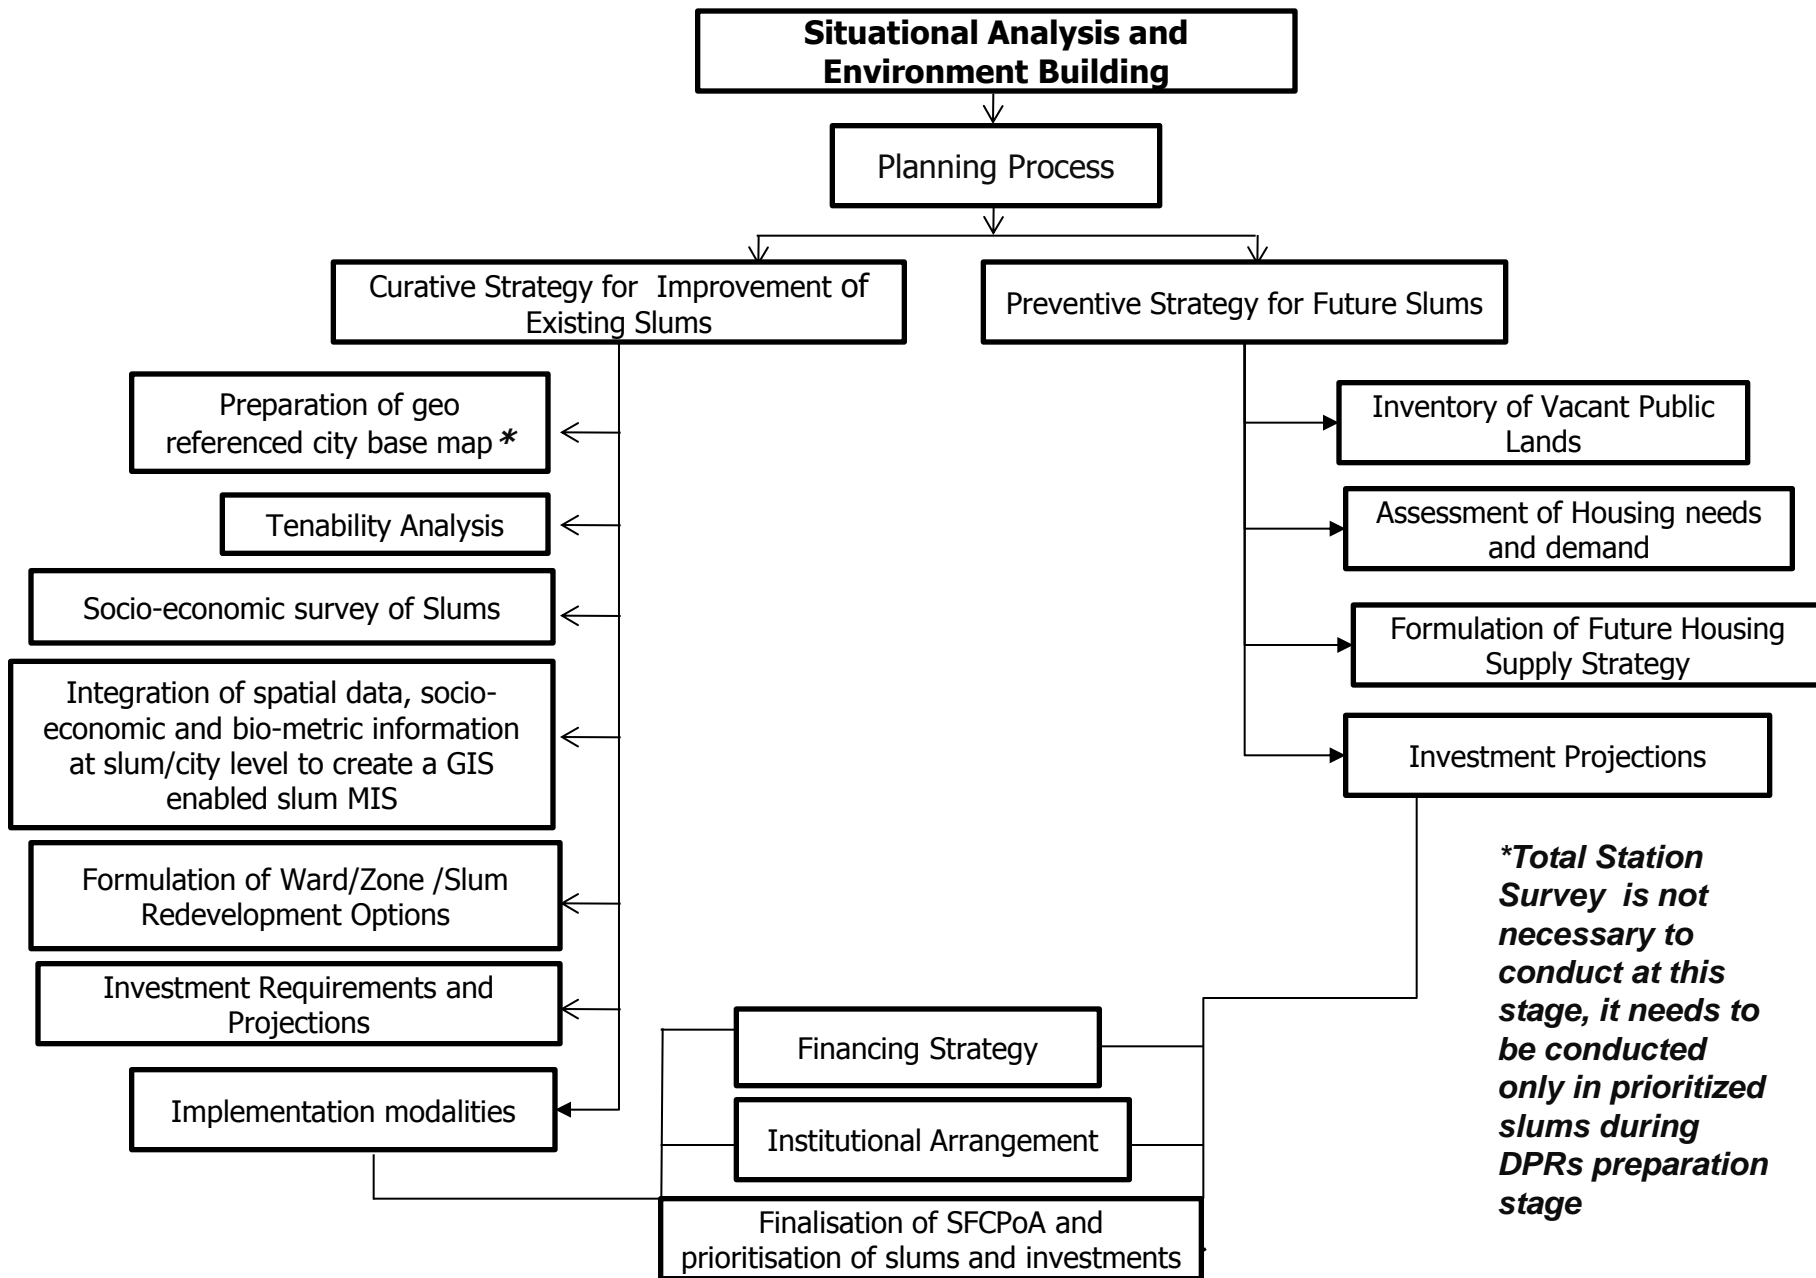 Situational Analysis and
Environment Building
Planning Process
Curative Strategy for Improvement of
Existing Slums
Preventive Strategy for Future Slums
Preparation of geo
referenced city base map*
Tenability Analysis
Socio-economic survey of Slums
Integration of spatial data, socio-
economic and bio-metric information
at slum/city level to create a GIS
enabled slum MIS
Formulation of Ward/Zone /Slum
Redevelopment Options
Investment Requirements and
Projections
Implementation modalities
Inventory of Vacant Public
Lands
Assessment of Housing needs
and demand
Formulation of Future Housing
Supply Strategy
Investment Projections
Financing Strategy
Institutional Arrangement
Finalisation of SFCPoA and
prioritisation of slums and investments
*Total Station
Survey is not
necessary to
conduct at this
stage, it needs to
be conducted
only in prioritized
slums during
DPRs preparation
stage